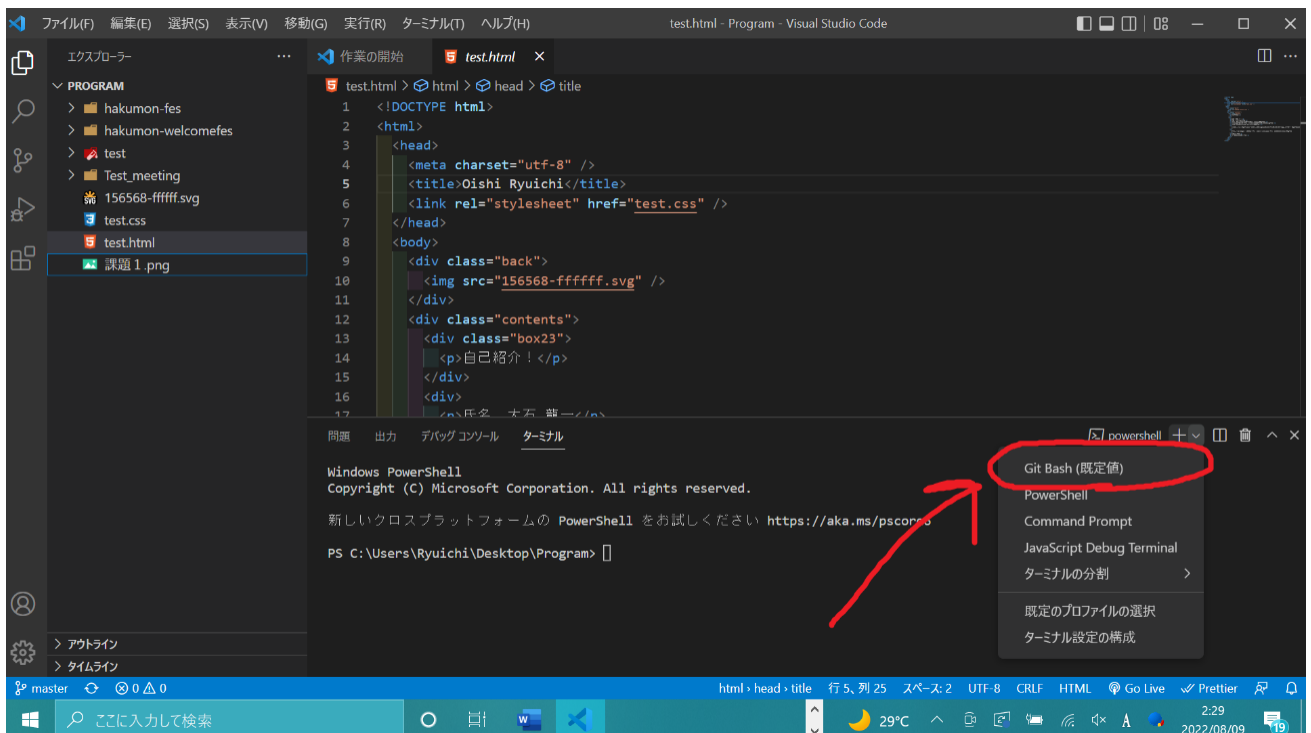 ファイル(F) 編集(E) 選択(S) 表示(V) 移動(G) 実行(R) ターミナル(T) ヘルプ(H) test.html - Program - Visual Studio Code
エクスプローラー ···
作業の開始 test.html
PROGRAM
hakumon-fes
hakumon-welcomefes
test
Test_meeting
156568-ffffff.svg
test.css
test.html
課題１.png
アウトライン
タイムライン
test.html > html > head > title
1 <!DOCTYPE html>
2 <html>
3 <head>
4 <meta charset="utf-8" />
5 <title>Oishi Ryuichi</title>
6 <link rel="stylesheet" href="test.css" />
7 </head>
8 <body>
9 <div class="back">
10 <img src="156568-ffffff.svg" />
11 </div>
12 <div class="contents">
13 <div class="box23">
14 <p>自己紹介！</p>
15 </div>
16 <div>
17 <p>氏名 大石 龍一</p>
問題 出力 デバッグ コンソール ターミナル powershell
Windows PowerShell
Copyright (C) Microsoft Corporation. All rights reserved.
新しいクロスプラットフォームの PowerShell をお試しください https://aka.ms/pscore6
PS C:\Users\Ryuichi\Desktop\Program>
Git Bash (既定値)
PowerShell
Command Prompt
JavaScript Debug Terminal
ターミナルの分割
既定のプロファイルの選択
ターミナル設定の構成
master 0 0 html › head › title 行 5、列 25 スペース: 2 UTF-8 CRLF HTML Go Live Prettier
ここに入力して検索 29°C A 2:29
2022/08/09 19